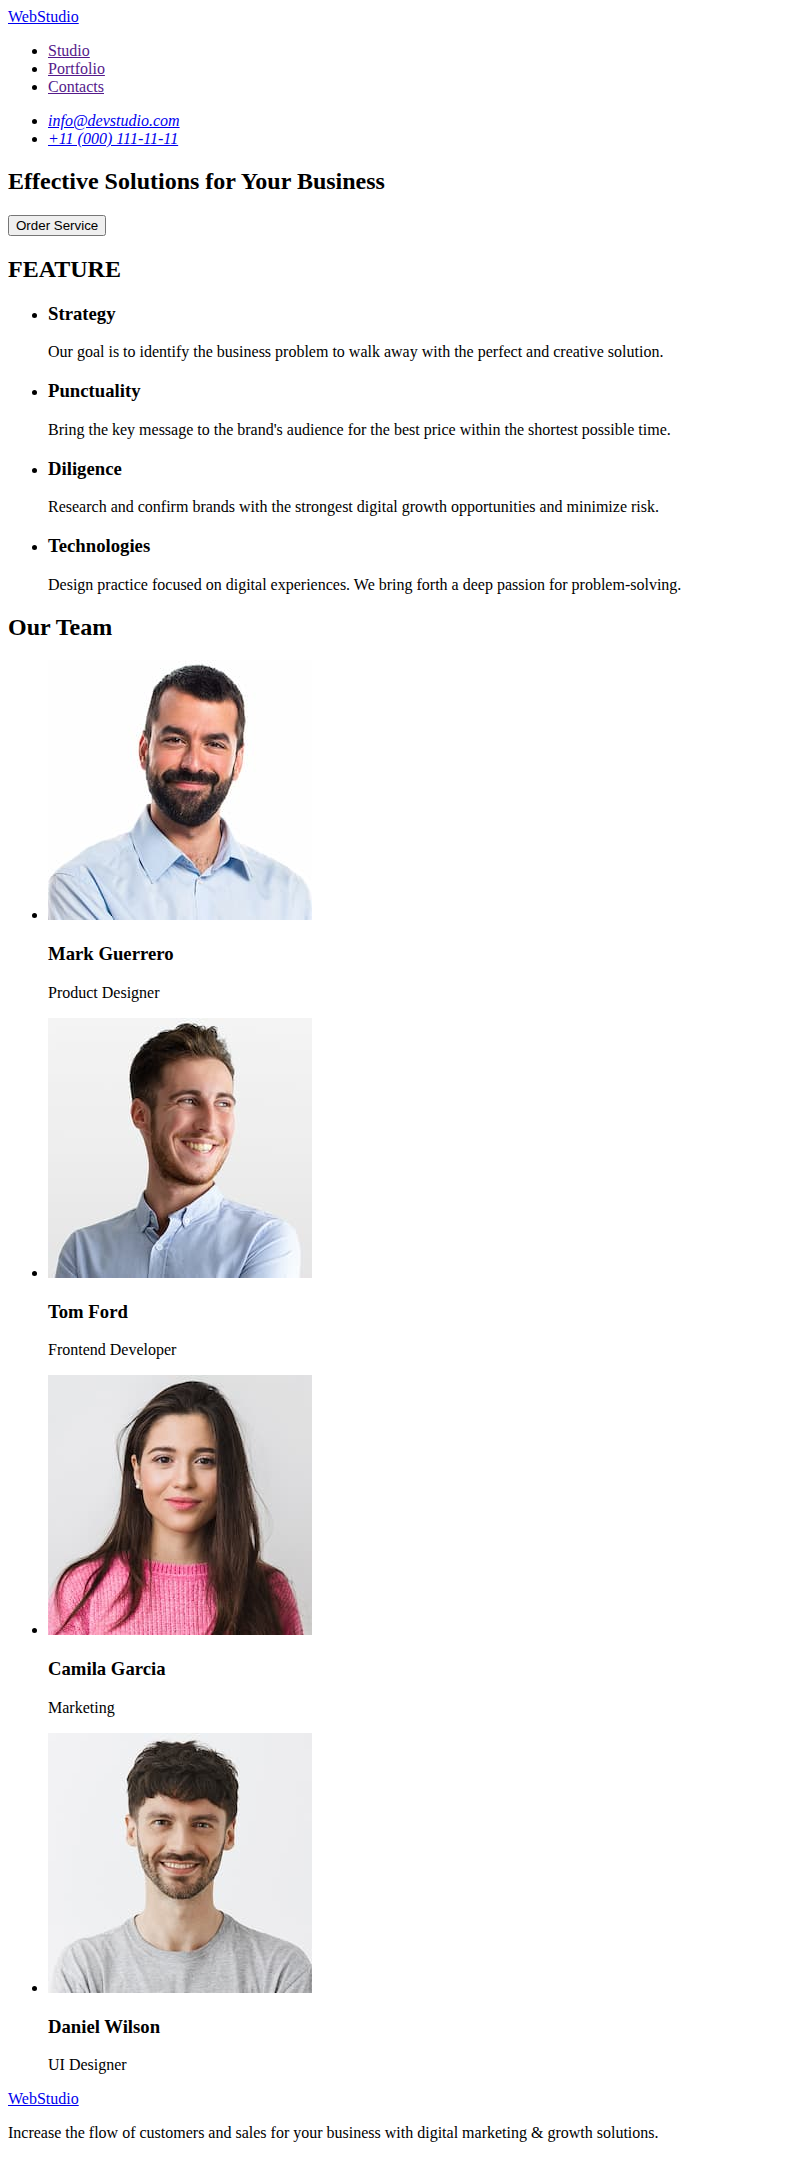 WebStudio
Studio
Portfolio
Contacts
info@devstudio.com
+11 (000) 111-11-11
Effective Solutions for Your Business
Order Service
FEATURE
Strategy
Our goal is to identify the business problem to walk away with the perfect and creative solution.
Punctuality
Bring the key message to the brand's audience for the best price within the shortest possible time.
Diligence
Research and confirm brands with the strongest digital growth opportunities and minimize risk.
Technologies
Design practice focused on digital experiences. We bring forth a deep passion for problem-solving.
Our Team
Mark Guerrero
Product Designer
Tom Ford
Frontend Developer
Camila Garcia
Marketing
Daniel Wilson
UI Designer
WebStudio
Increase the flow of customers and sales for your business with digital marketing & growth solutions.